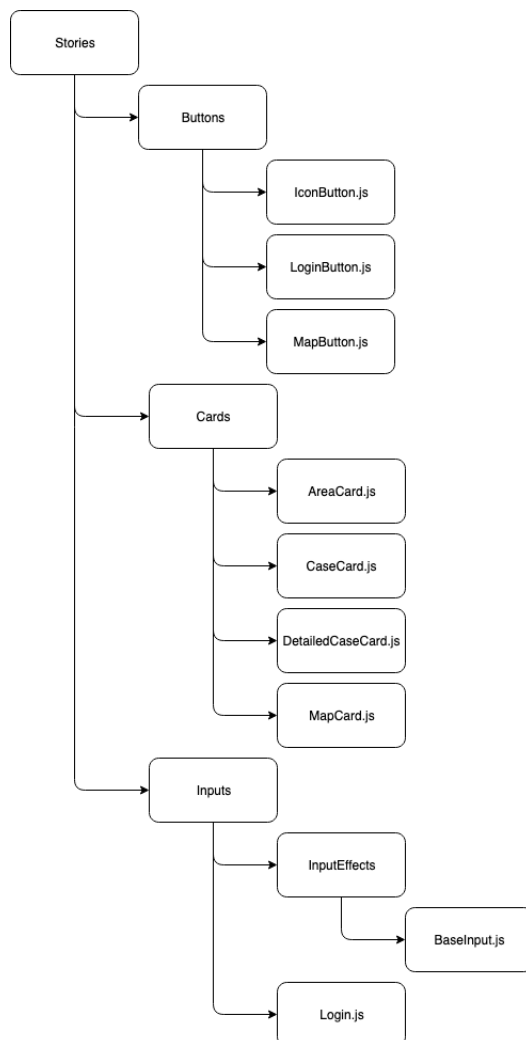 Stories
Buttons
IconButton.js
LoginButton.js
MapButton.js
Cards
AreaCard.js
CaseCard.js
DetailedCaseCard.js
MapCard.js
Inputs
InputEffects
BaseInput.js
Login.js